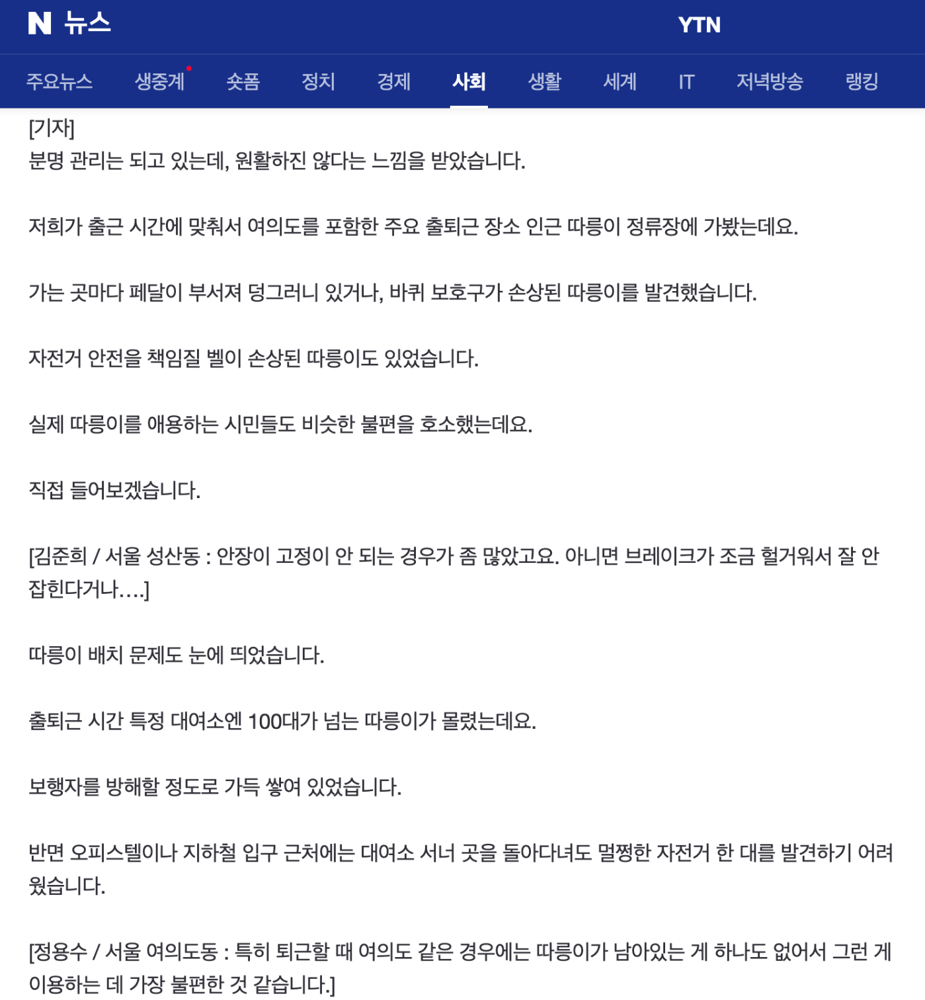 N 뉴스
YTN
주요뉴스 생중계 숏폼 정치 경제 사회 생활 세계 IT 저녁방송 랭킹
[기자]
분명 관리는 되고 있는데, 원활하진 않다는 느낌을 받았습니다.
저희가 출근 시간에 맞춰서 여의도를 포함한 주요 출퇴근 장소 인근 따릉이 정류장에 가봤는데요.
가는 곳마다 페달이 부서져 덩그러니 있거나, 바퀴 보호구가 손상된 따릉이를 발견했습니다.
자전거 안전을 책임질 벨이 손상된 따릉이도 있었습니다.
실제 따릉이를 애용하는 시민들도 비슷한 불편을 호소했는데요.
직접 들어보겠습니다.
[김준희 / 서울 성산동 : 안장이 고정이 안 되는 경우가 좀 많았고요. 아니면 브레이크가 조금 헐거워서 잘 안
잡힌다거나….]
따릉이 배치 문제도 눈에 띄었습니다.
출퇴근 시간 특정 대여소엔 100대가 넘는 따릉이가 몰렸는데요.
보행자를 방해할 정도로 가득 쌓여 있었습니다.
반면 오피스텔이나 지하철 입구 근처에는 대여소 서너 곳을 돌아다녀도 멀쩡한 자전거 한 대를 발견하기 어려
웠습니다.
[정용수 / 서울 여의도동 : 특히 퇴근할 때 여의도 같은 경우에는 따릉이가 남아있는 게 하나도 없어서 그런 게
이용하는 데 가장 불편한 것 같습니다.]